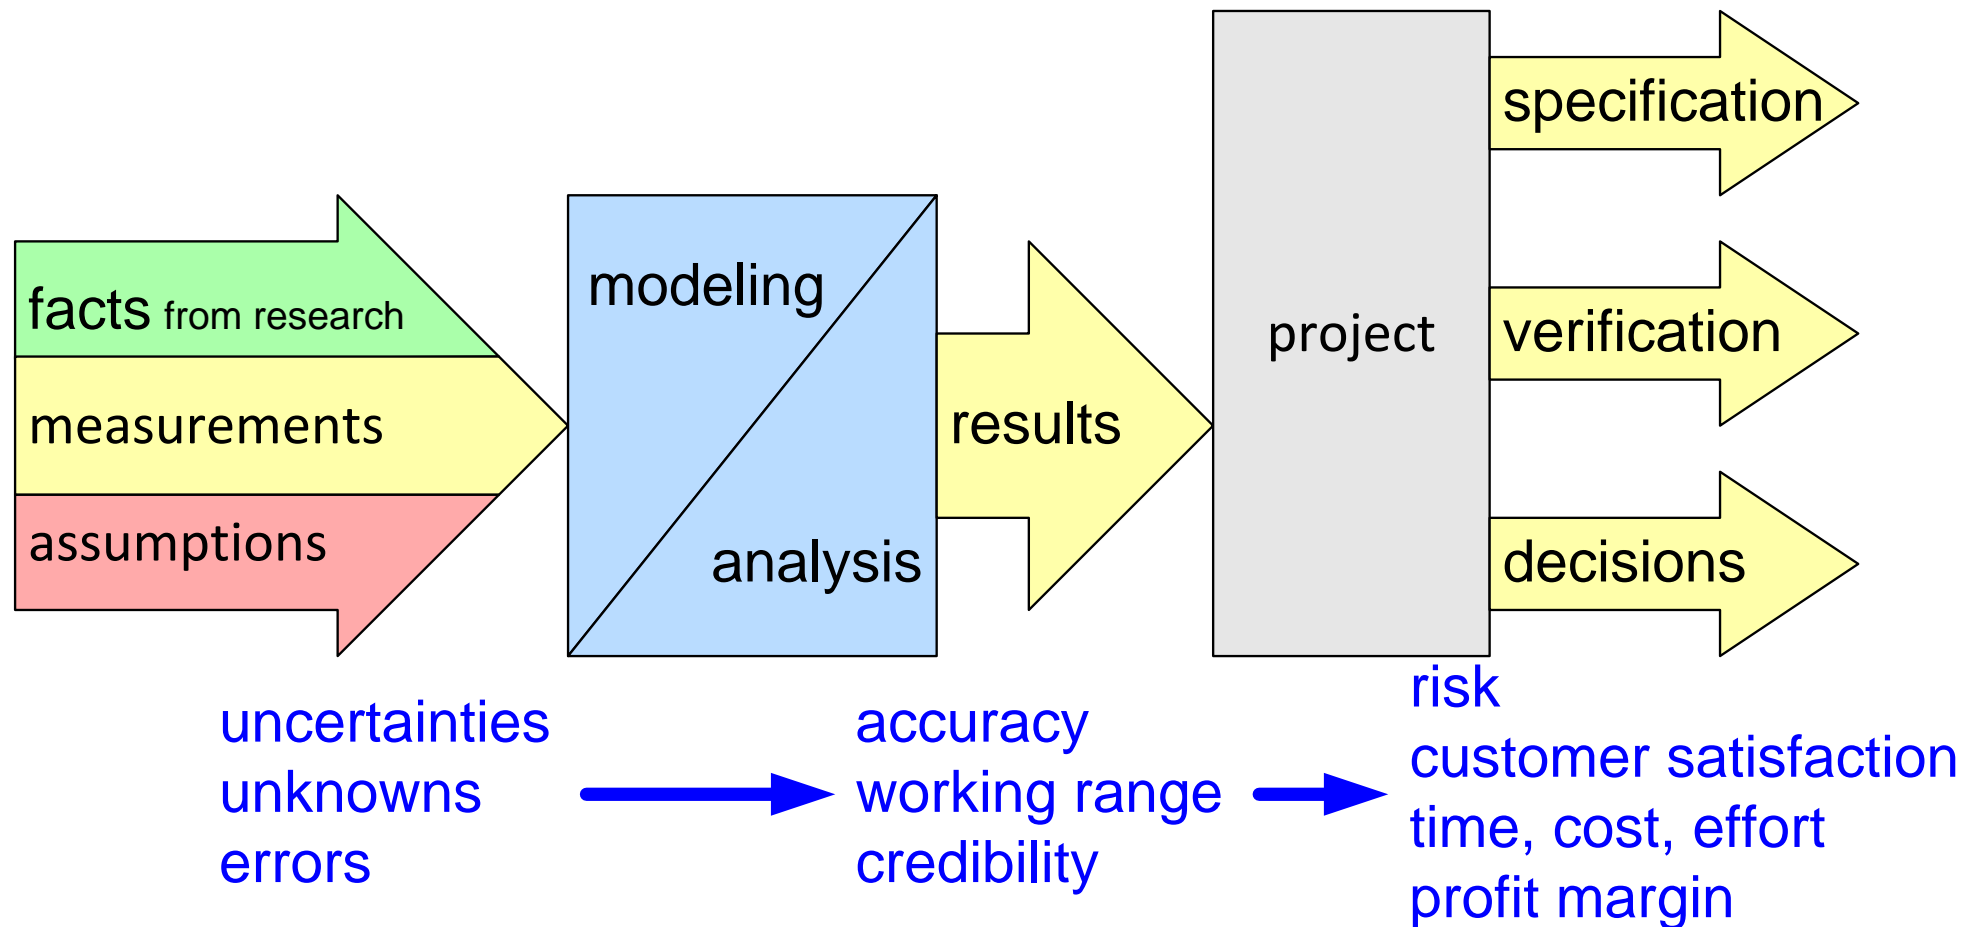 facts from research
measurements
assumptions
modeling
analysis
results
project
specification
verification
decisions
uncertainties
unknowns
errors
accuracy
working range
credibility
risk
customer satisfaction
time, cost, effort
profit margin